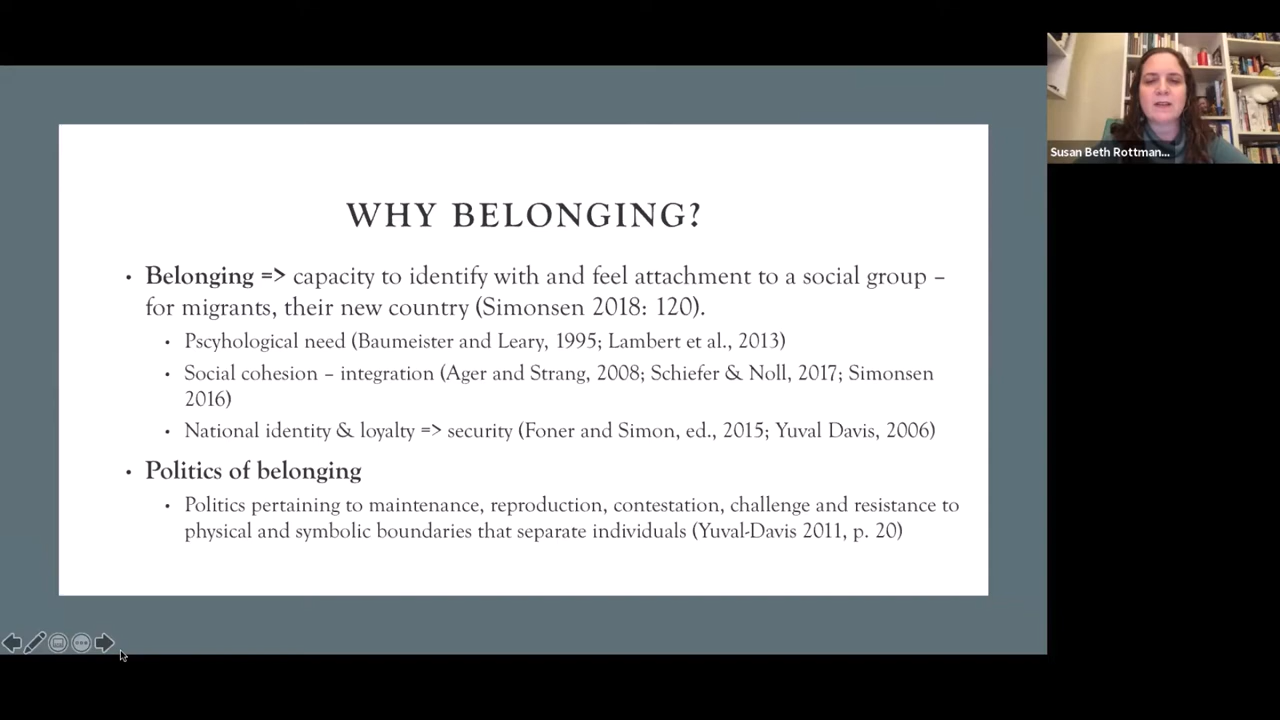 WHY BELONGING?
• Belonging => capacity to identify with and feel attachment to a social group –
for migrants, their new country (Simonsen 2018: 120).
• Pscyhological need (Baumeister and Leary, 1995; Lambert et al., 2013)
• Social cohesion – integration (Ager and Strang, 2008; Schiefer & Noll, 2017; Simonsen
2016)
• National identity & loyalty => security (Foner and Simon, ed., 2015; Yuval Davis, 2006)
• Politics of belonging
• Politics pertaining to maintenance, reproduction, contestation, challenge and resistance to
physical and symbolic boundaries that separate individuals (Yuval-Davis 2011, p. 20)
Susan Beth Rottman...